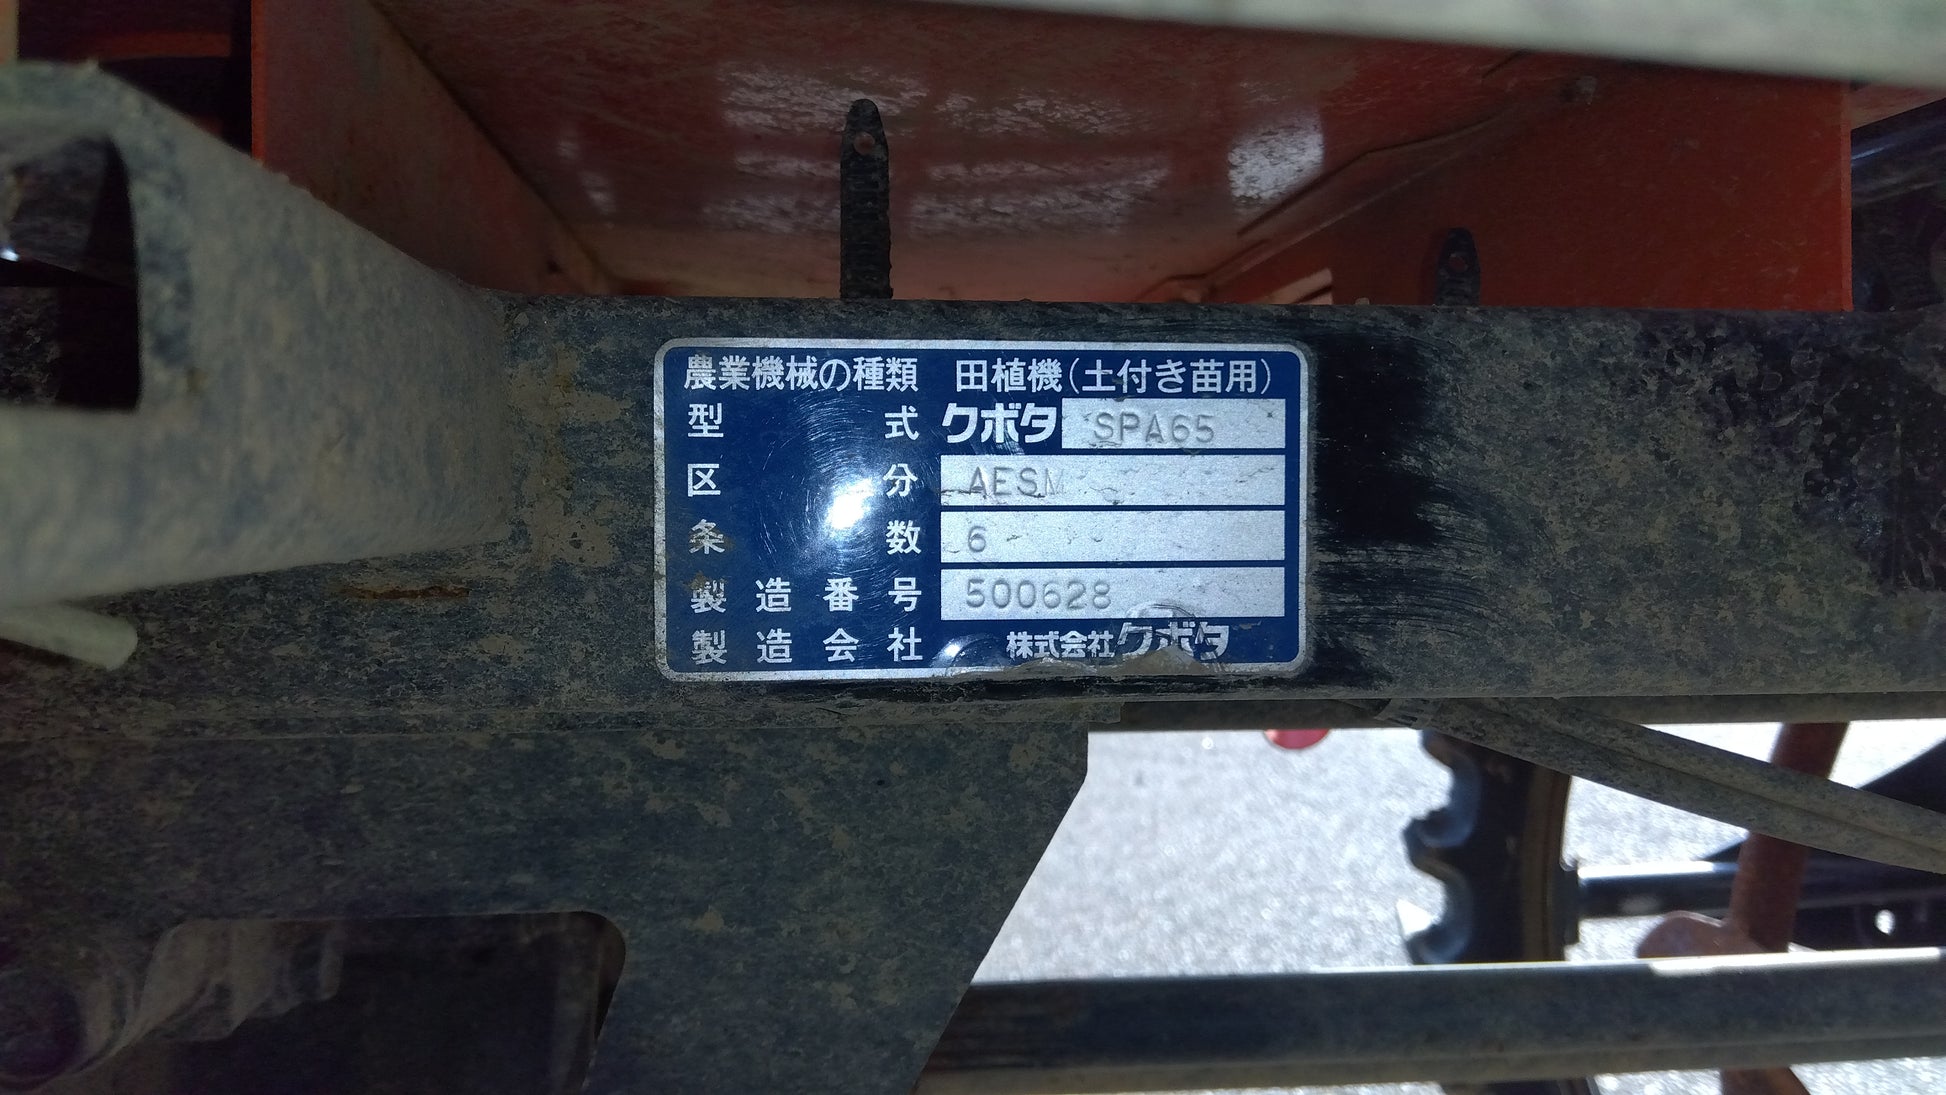 農業機械の種類 田植機(土付き苗用)
型式 クボタ SPA65
区分 AESM
条数 6
製造番号 500628
製造会社 株式会社クボタ